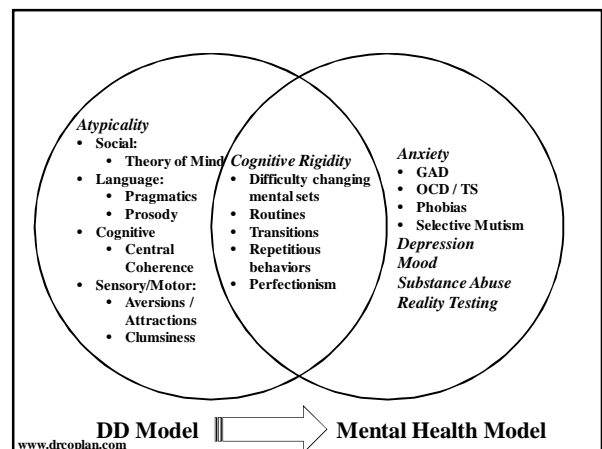 Atypicality
• Social:
• Theory of Mind
• Language:
• Pragmatics
• Prosody
• Cognitive
• Central
Coherence
• Sensory/Motor:
• Aversions /
Attractions
• Clumsiness
Cognitive Rigidity
• Difficulty changing
mental sets
• Routines
• Transitions
• Repetitious
behaviors
• Perfectionism
Anxiety
• GAD
• OCD / TS
• Phobias
• Selective Mutism
Depression
Mood
Substance Abuse
Reality Testing
DD Model
Mental Health Model
www.drcoplan.com